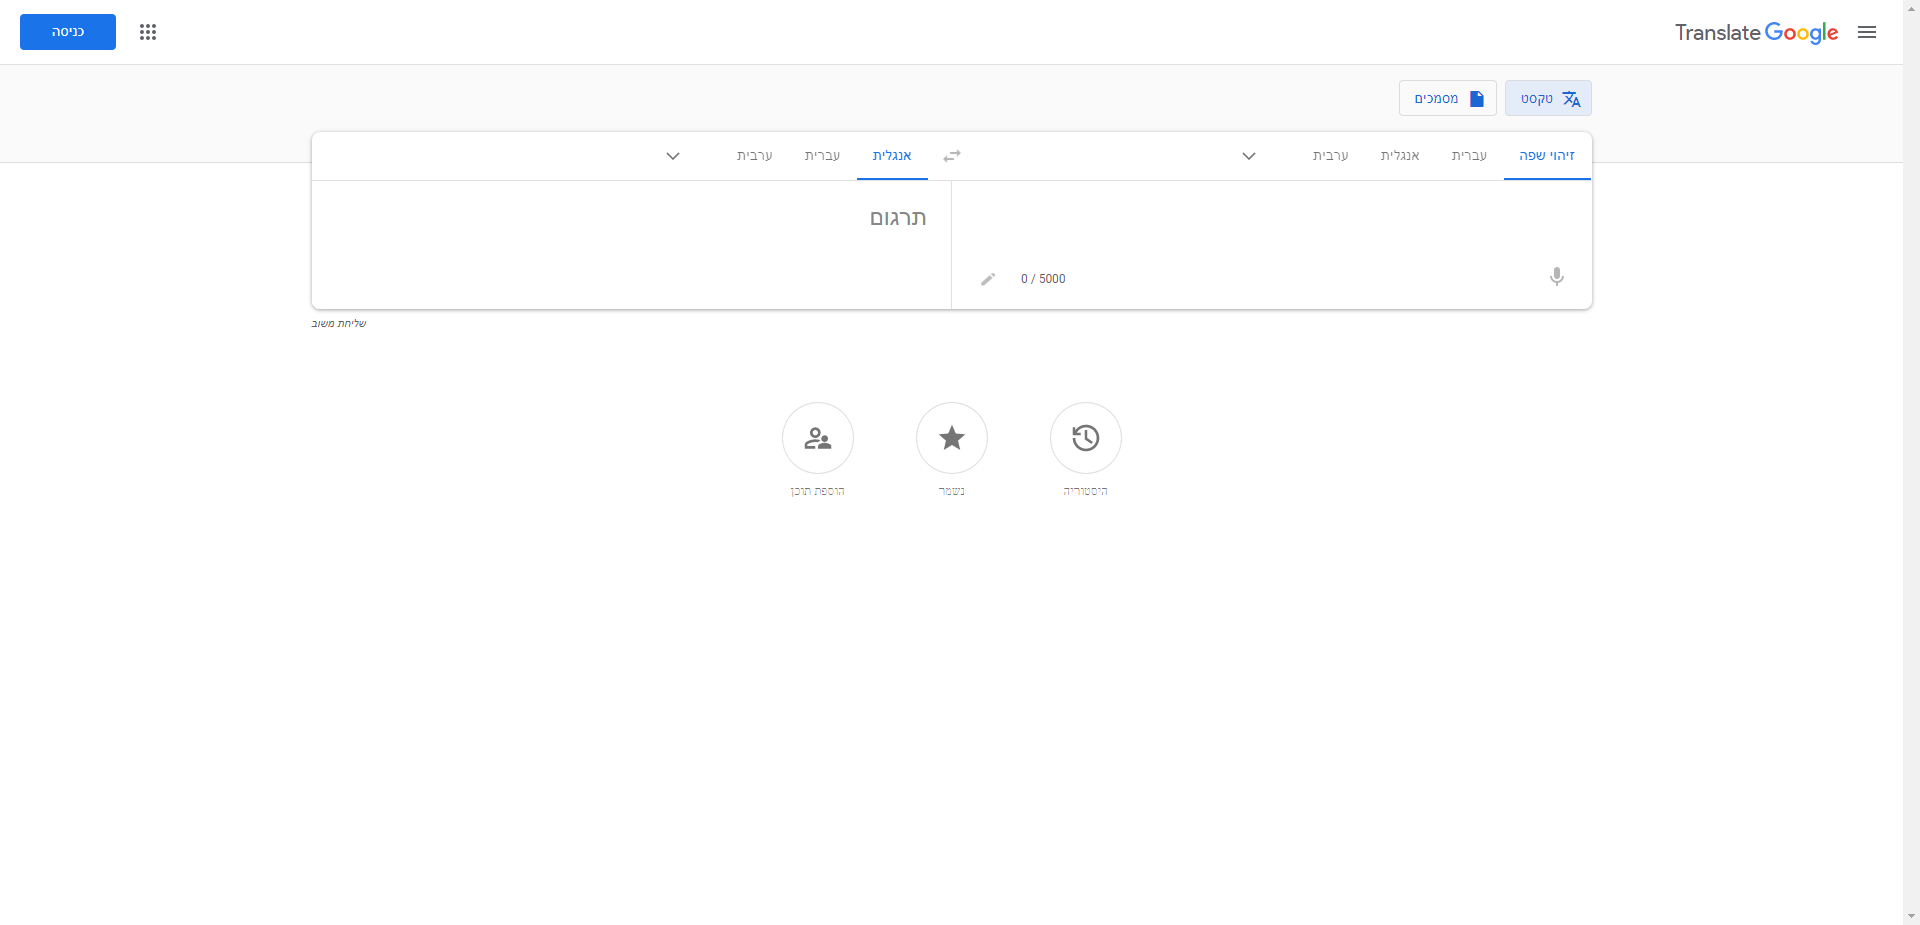 Google Translate
כניסה
טקסט
מסמכים
זיהוי שפה
עברית
אנגלית
ערבית
אנגלית
עברית
ערבית
תרגום
0 / 5000
שליחת משוב
היסטוריה
נשמר
הוספת תוכן